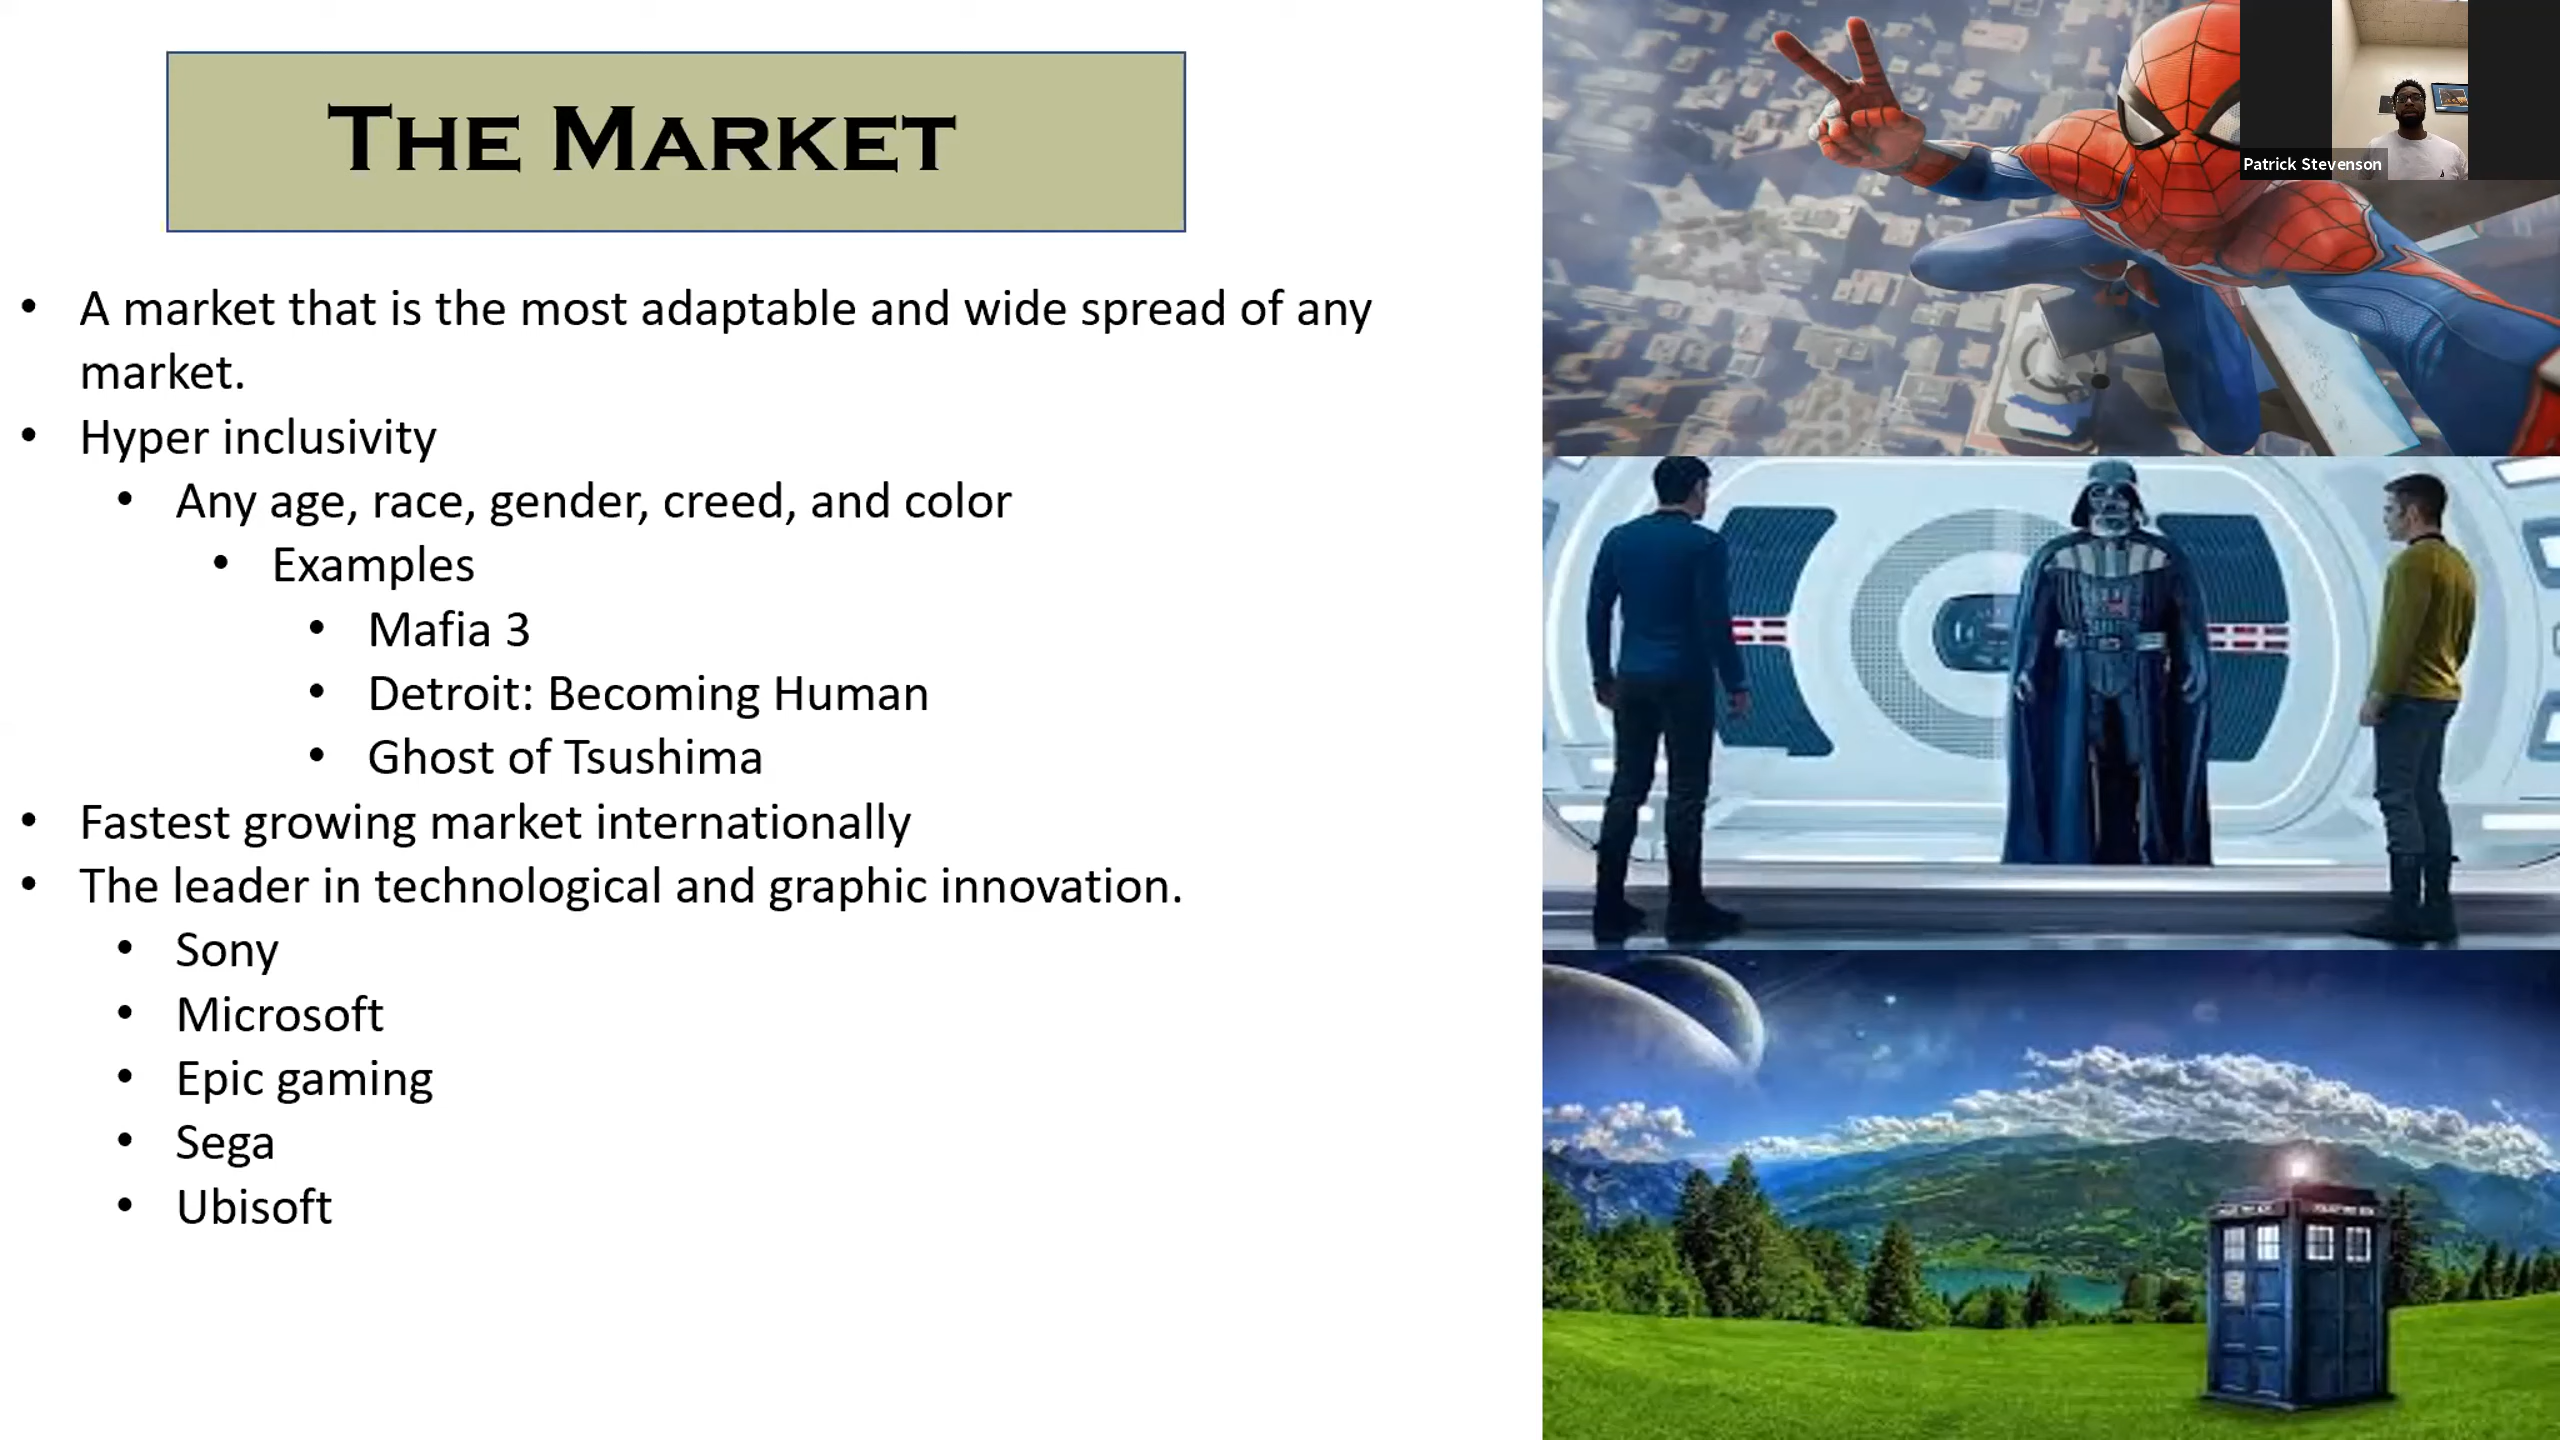 The Market
Patrick Stevenson
• A market that is the most adaptable and wide spread of any
market.
• Hyper inclusivity
• Any age, race, gender, creed, and color
• Examples
• Mafia 3
• Detroit: Becoming Human
• Ghost of Tsushima
• Fastest growing market internationally
• The leader in technological and graphic innovation.
• Sony
• Microsoft
• Epic gaming
• Sega
• Ubisoft